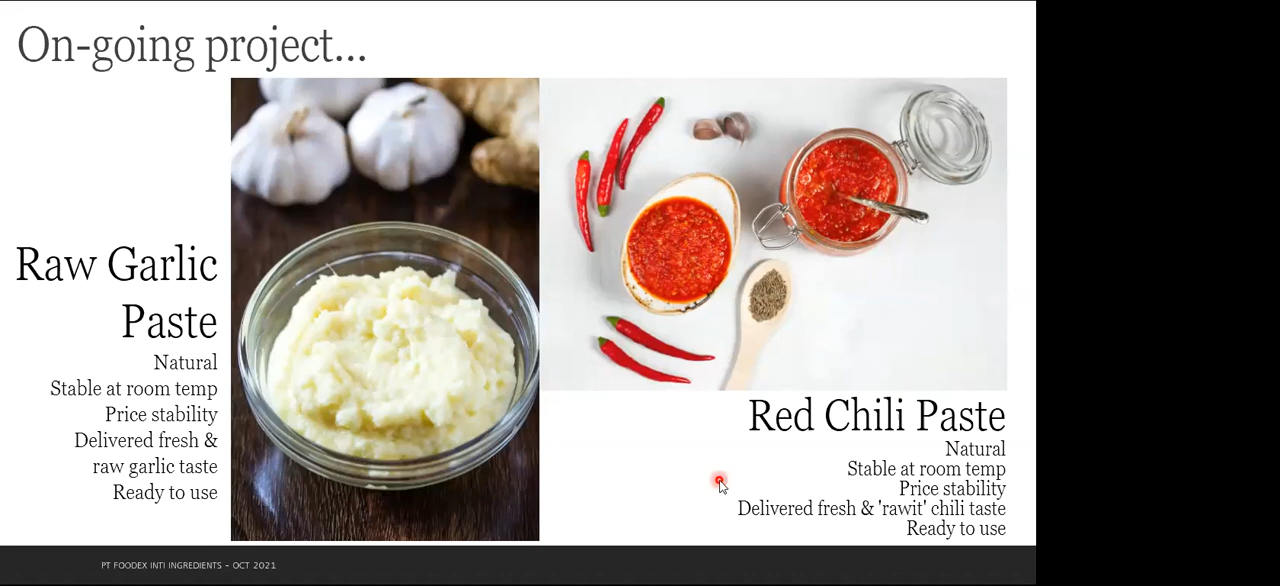 On-going project...
Raw Garlic
Paste
Natural
Stable at room temp
Price stability
Delivered fresh &
raw garlic taste
Ready to use
Red Chili Paste
Natural
Stable at room temp
Price stability
Delivered fresh & 'rawit' chili taste
Ready to use
PT FOODEX INTI INGREDIENTS – OCT 2021